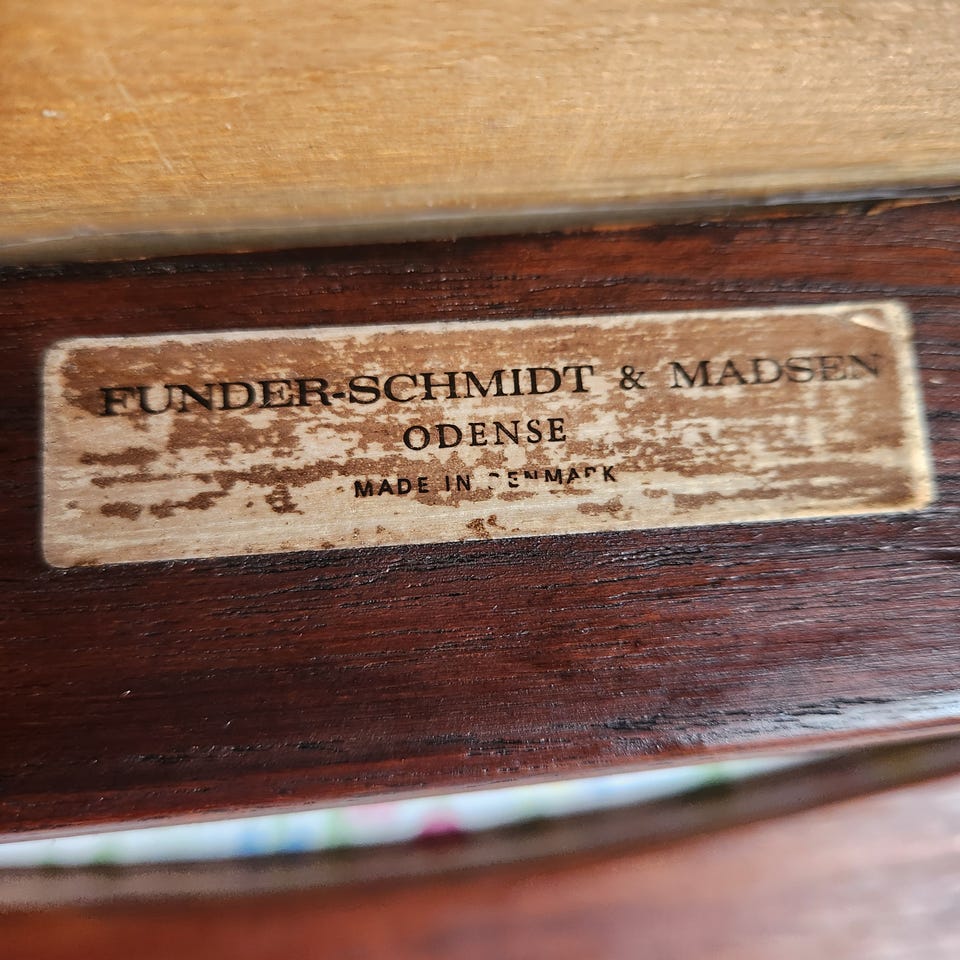 FUNDER-SCHMIDT & MADSEN
ODENSE
MADE IN DENMARK